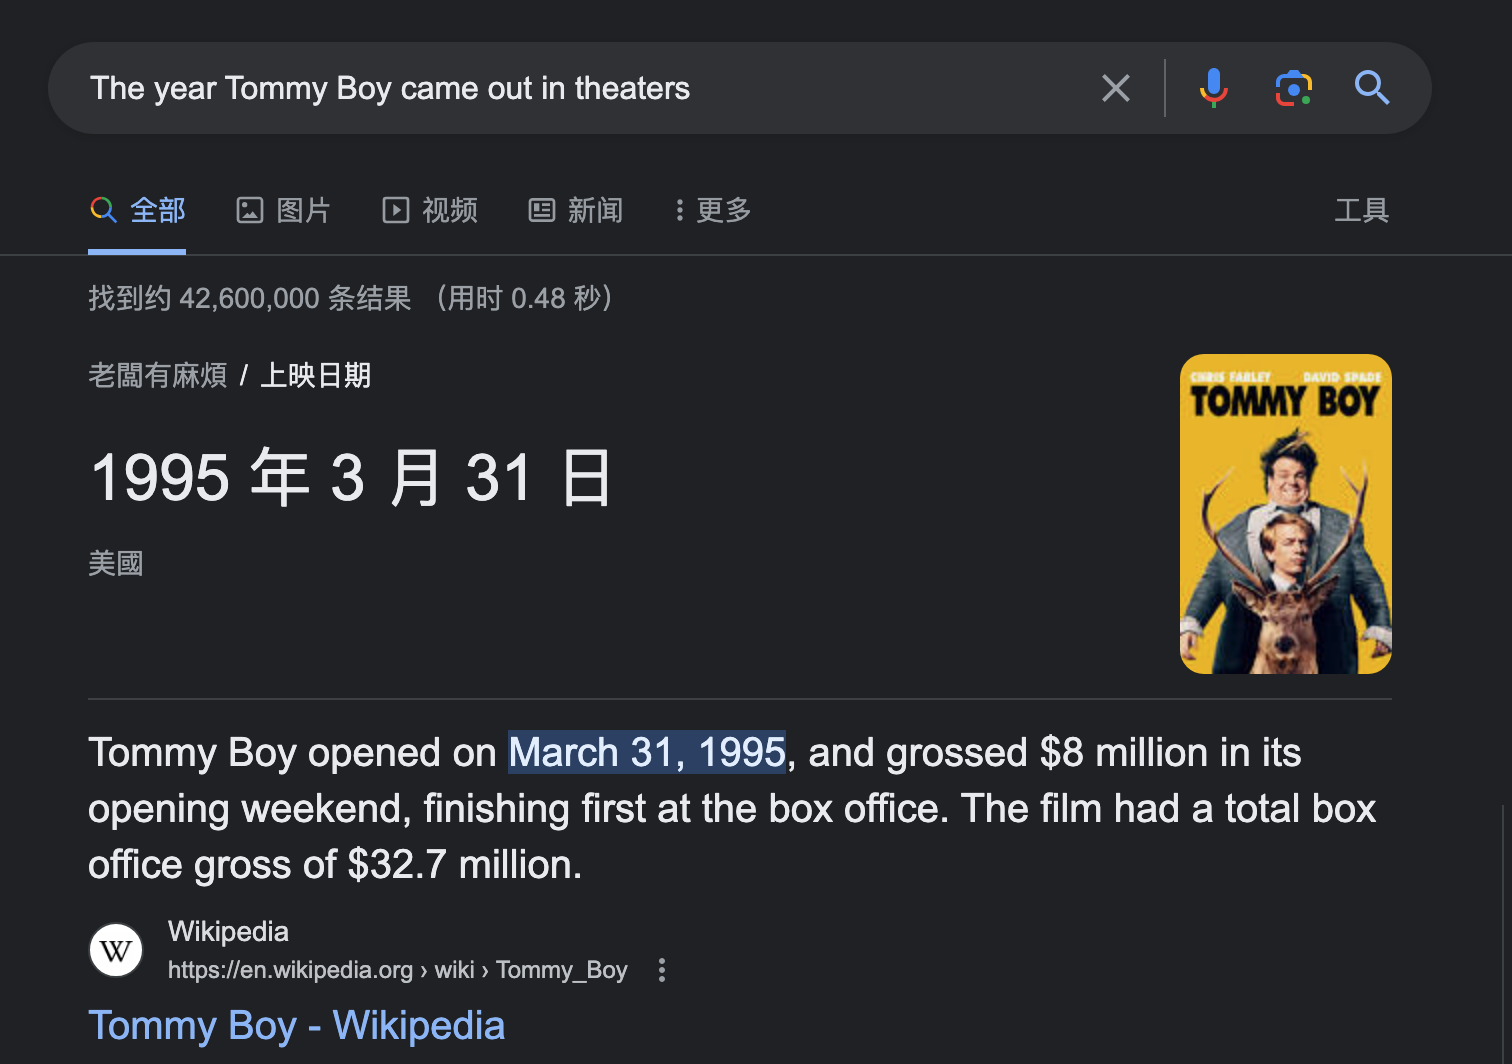 The year Tommy Boy came out in theaters
全部 图片 视频 新闻 更多 工具
找到约 42,600,000 条结果 （用时 0.48 秒）
老闆有麻煩 / 上映日期
1995 年 3 月 31 日
美國
CHRIS FARLEY DAVID SPADE
TOMMY BOY
Tommy Boy opened on March 31, 1995, and grossed $8 million in its
opening weekend, finishing first at the box office. The film had a total box
office gross of $32.7 million.
W
Wikipedia
https://en.wikipedia.org › wiki › Tommy_Boy
Tommy Boy - Wikipedia